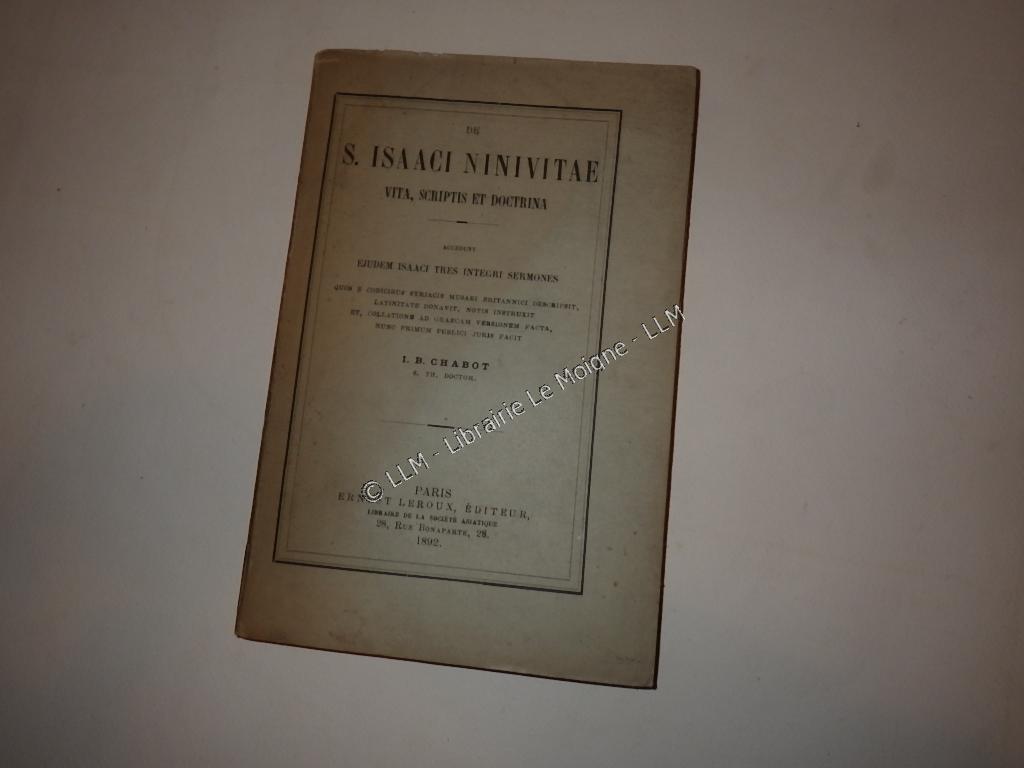 DE
S. ISAACI NINIVITAE
VITA, SCRIPTIS ET DOCTRINA
ACCEDUNT
EJUDEM ISAACI TRES INTEGRI SERMONES
QUOS E CODICIBUS SYRIACIS MUSAEI BRITANNICI DESCRIPSIT,
LATINITATE DONAVIT, NOTIS INSTRUXIT
ET, COLLATIONE AD GRAECAM VERSIONEM FACTA,
NUNC PRIMUM PUBLICI JURIS FACIT
I. B. CHABOT
S. TH. DOCTOR.
PARIS
ERNEST LEROUX, ÉDITEUR,
LIBRAIRE DE LA SOCIÉTÉ ASIATIQUE
28, RUE BONAPARTE, 28.
1892.
© LLM - Librairie Le Moigne - LLM